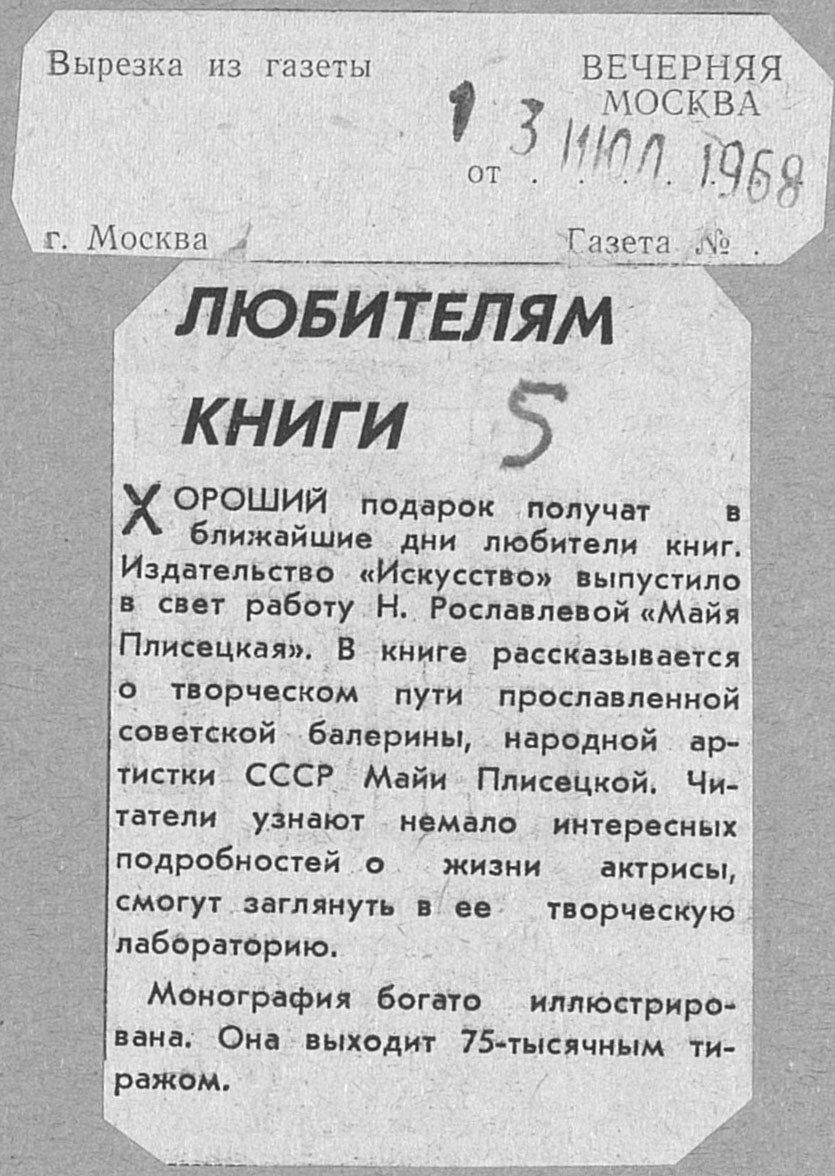 Вырезка из газеты
ВЕЧЕРНЯЯ
МОСКВА
от 13 ИЮЛ 1968
г. Москва
Газета № .
ЛЮБИТЕЛЯМ
КНИГИ 5
ХОРОШИЙ подарок получат в
ближайшие дни любители книг.
Издательство «Искусство» выпустило
в свет работу Н. Рославлевой «Майя
Плисецкая». В книге рассказывается
о творческом пути прославленной
советской балерины, народной ар-
тистки СССР Майи Плисецкой. Чи-
татели узнают немало интересных
подробностей о жизни актрисы,
смогут заглянуть в ее творческую
лабораторию.
Монография богато иллюстриро-
вана. Она выходит 75-тысячным ти-
ражом.